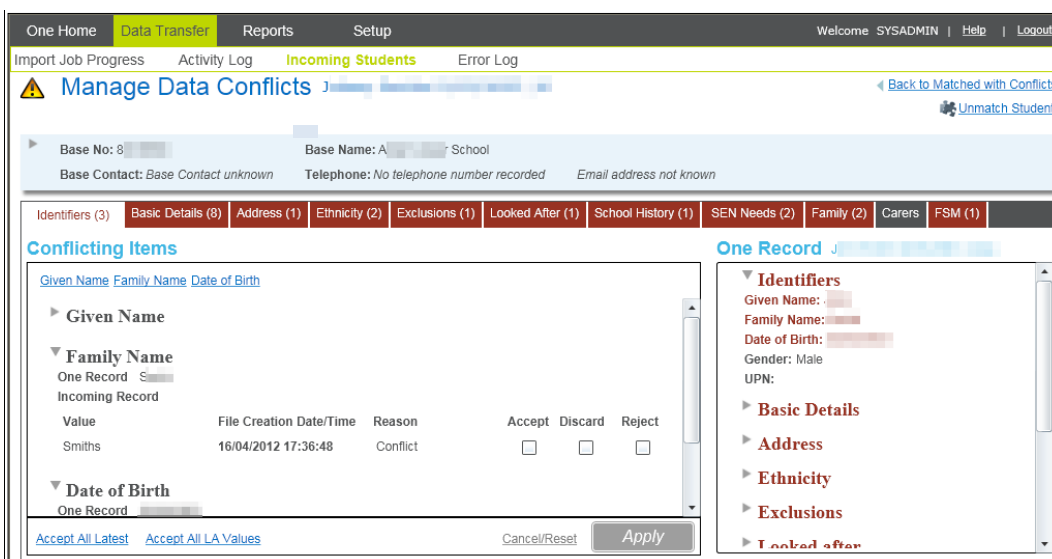 One Home Data Transfer Reports Setup Welcome SYSADMIN | Help | Logout
Import Job Progress Activity Log Incoming Students Error Log
Manage Data Conflicts J
Back to Matched with Conflicts
Unmatch Student
Base No: 8 Base Name: A r School
Base Contact: Base Contact unknown Telephone: No telephone number recorded Email address not known
Identifiers (3) Basic Details (8) Address (1) Ethnicity (2) Exclusions (1) Looked After (1) School History (1) SEN Needs (2) Family (2) Carers FSM (1)
Conflicting Items
Given Name Family Name Date of Birth
Given Name
Family Name
One Record S
Incoming Record
Value File Creation Date/Time Reason Accept Discard Reject
Smiths 16/04/2012 17:36:48 Conflict
Date of Birth
One Record
Accept All Latest Accept All LA Values Cancel/Reset Apply
One Record J
Identifiers
Given Name:
Family Name:
Date of Birth:
Gender: Male
UPN:
Basic Details
Address
Ethnicity
Exclusions
Looked after